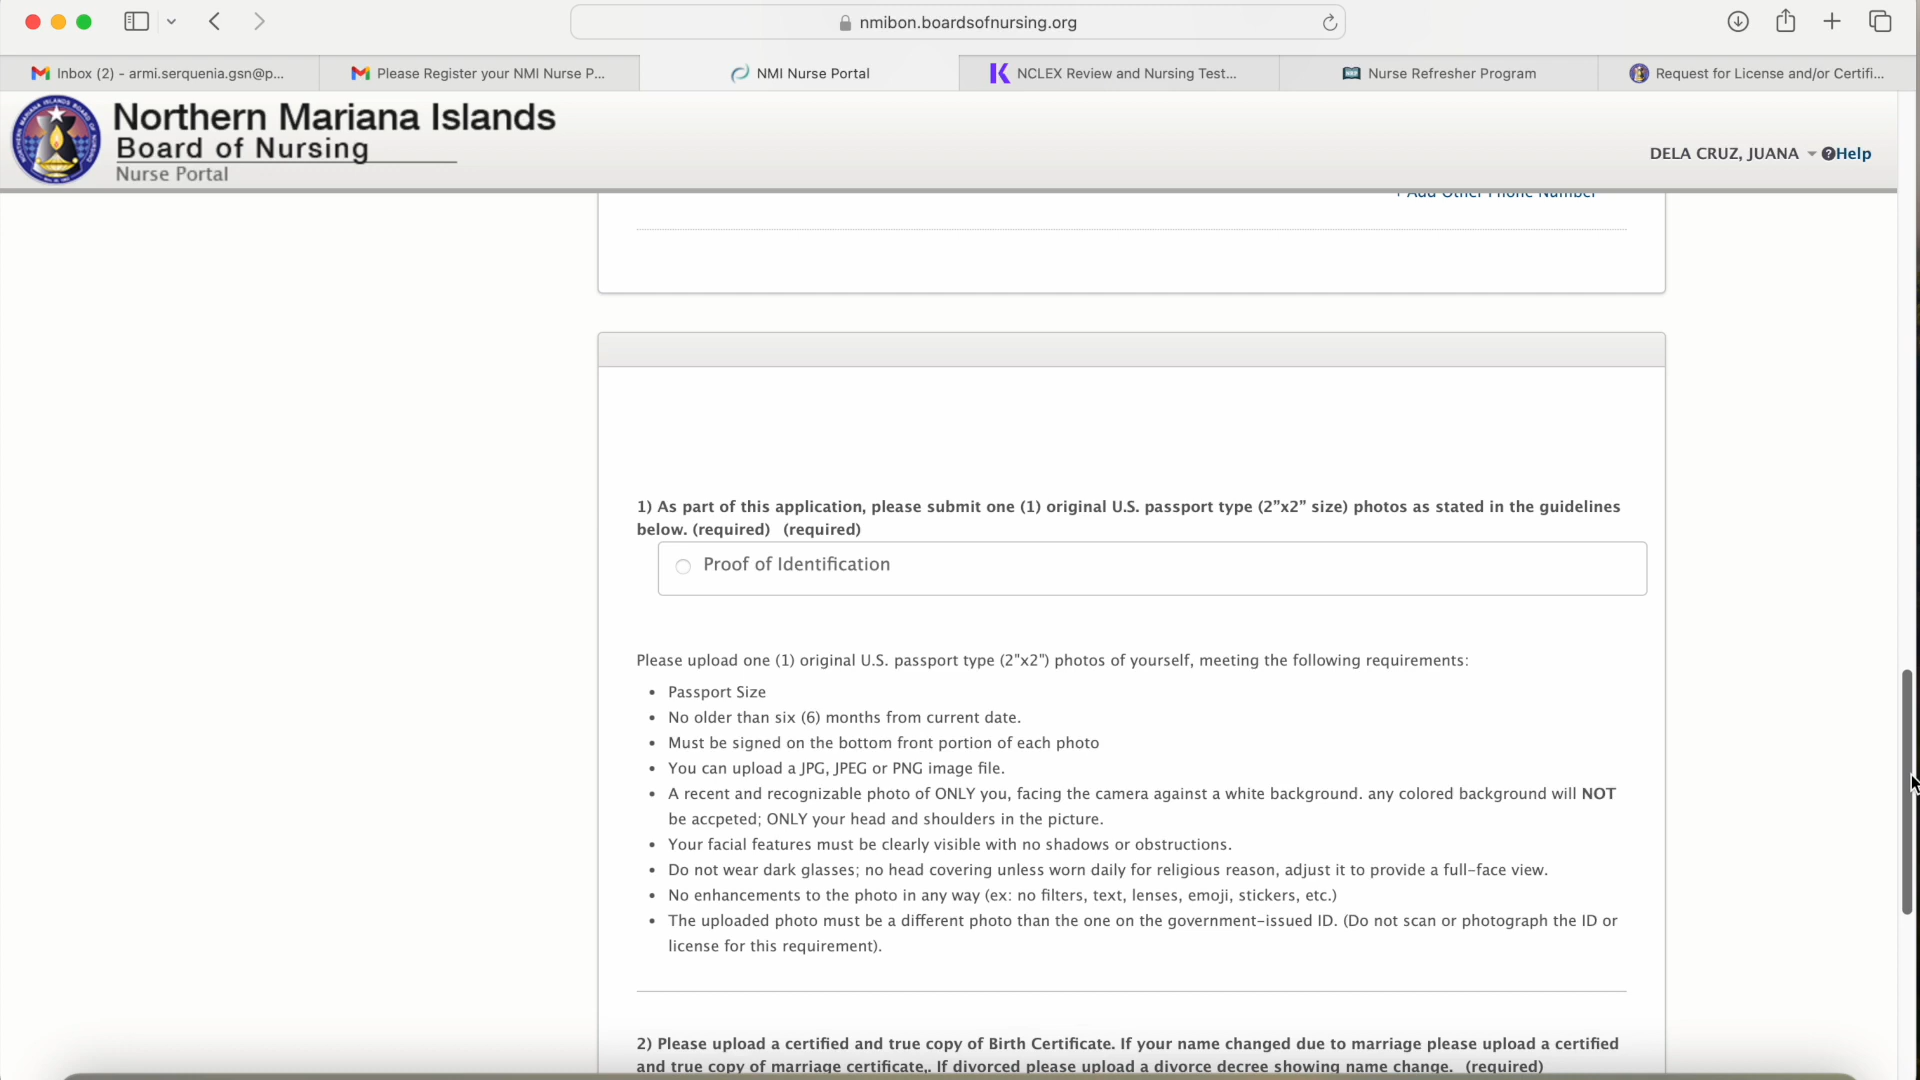 nmibon.boardsofnursing.org
Inbox (2) - armi.serquenia.gsn@p...
Please Register your NMI Nurse P...
NMI Nurse Portal
NCLEX Review and Nursing Test...
Nurse Refresher Program
Request for License and/or Certifi...
Northern Mariana Islands
Board of Nursing
Nurse Portal
DELA CRUZ, JUANA
Help
+ Add Other Phone Number
1) As part of this application, please submit one (1) original U.S. passport type (2”x2” size) photos as stated in the guidelines
below. (required) (required)
Proof of Identification
Please upload one (1) original U.S. passport type (2"x2") photos of yourself, meeting the following requirements:
• Passport Size
• No older than six (6) months from current date.
• Must be signed on the bottom front portion of each photo
• You can upload a JPG, JPEG or PNG image file.
• A recent and recognizable photo of ONLY you, facing the camera against a white background. any colored background will NOT
be accpeted; ONLY your head and shoulders in the picture.
• Your facial features must be clearly visible with no shadows or obstructions.
• Do not wear dark glasses; no head covering unless worn daily for religious reason, adjust it to provide a full-face view.
• No enhancements to the photo in any way (ex: no filters, text, lenses, emoji, stickers, etc.)
• The uploaded photo must be a different photo than the one on the government-issued ID. (Do not scan or photograph the ID or
license for this requirement).
2) Please upload a certified and true copy of Birth Certificate. If your name changed due to marriage please upload a certified
and true copy of marriage certificate,. If divorced please upload a divorce decree showing name change. (required)